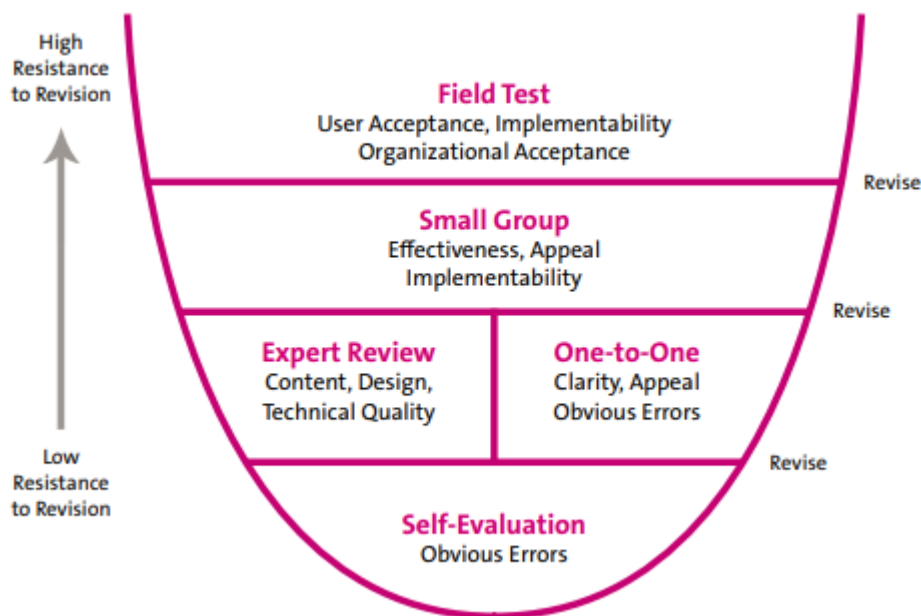 High
Resistance
to Revision
Field Test
User Acceptance, Implementability
Organizational Acceptance
Revise
Small Group
Effectiveness, Appeal
Implementability
Revise
Expert Review
Content, Design,
Technical Quality
One-to-One
Clarity, Appeal
Obvious Errors
Revise
Low
Resistance
to Revision
Self-Evaluation
Obvious Errors